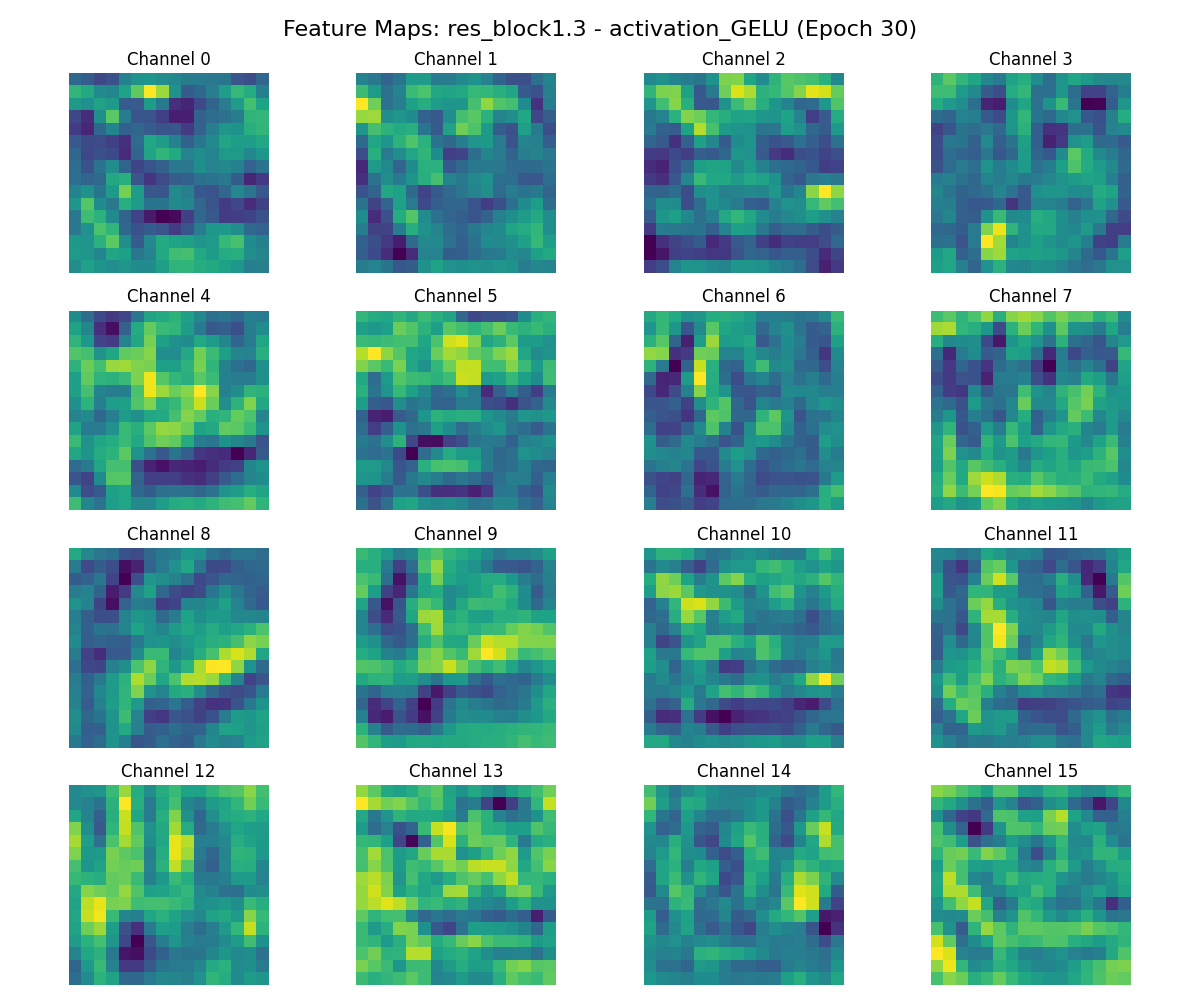 Feature Maps: res_block1.3 - activation_GELU (Epoch 30)
Channel 0 Channel 1 Channel 2 Channel 3
Channel 4 Channel 5 Channel 6 Channel 7
Channel 8 Channel 9 Channel 10 Channel 11
Channel 12 Channel 13 Channel 14 Channel 15